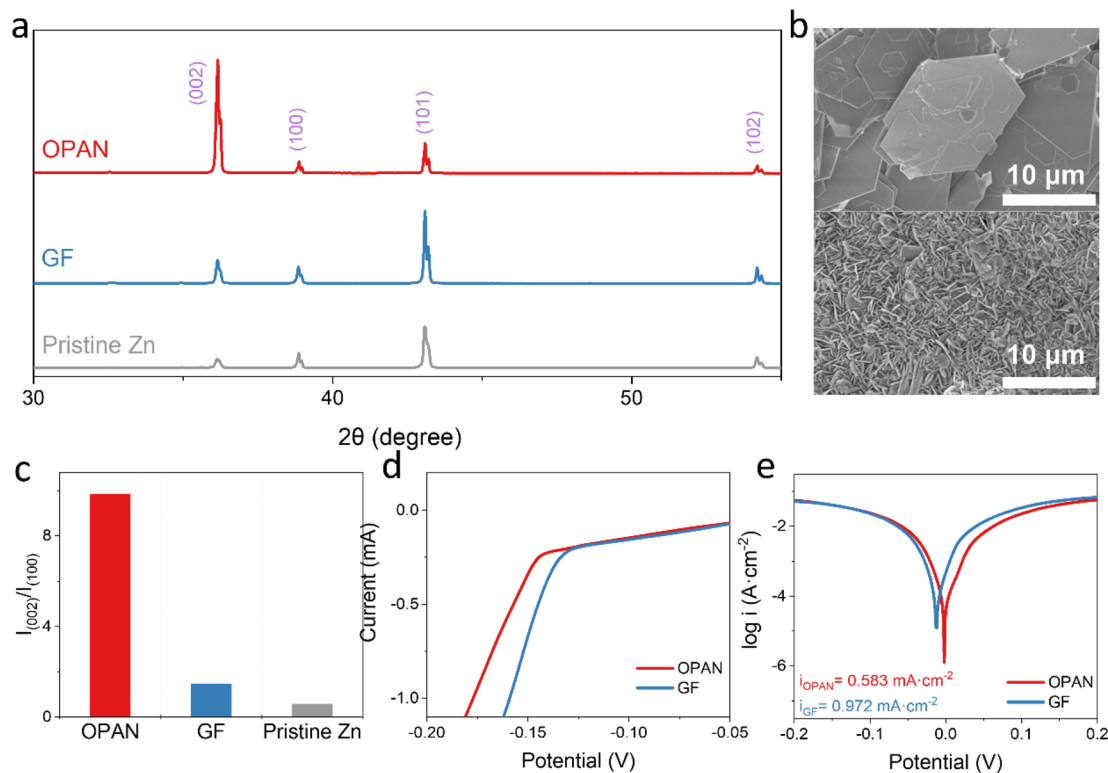 a
(002)
(100)
(101)
(102)
OPAN
GF
Pristine Zn
30
40
50
2θ (degree)
b
10 µm
10 µm
c
I(002)/I(100)
8
4
0
OPAN
GF
Pristine Zn
d
Current (mA)
0.0
-0.5
-1.0
OPAN
GF
-0.20
-0.15
-0.10
-0.05
Potential (V)
e
log i (A·cm-2)
-2
-4
-6
iOPAN= 0.583 mA·cm-2
iGF= 0.972 mA·cm-2
OPAN
GF
-0.2
-0.1
0.0
0.1
0.2
Potential (V)